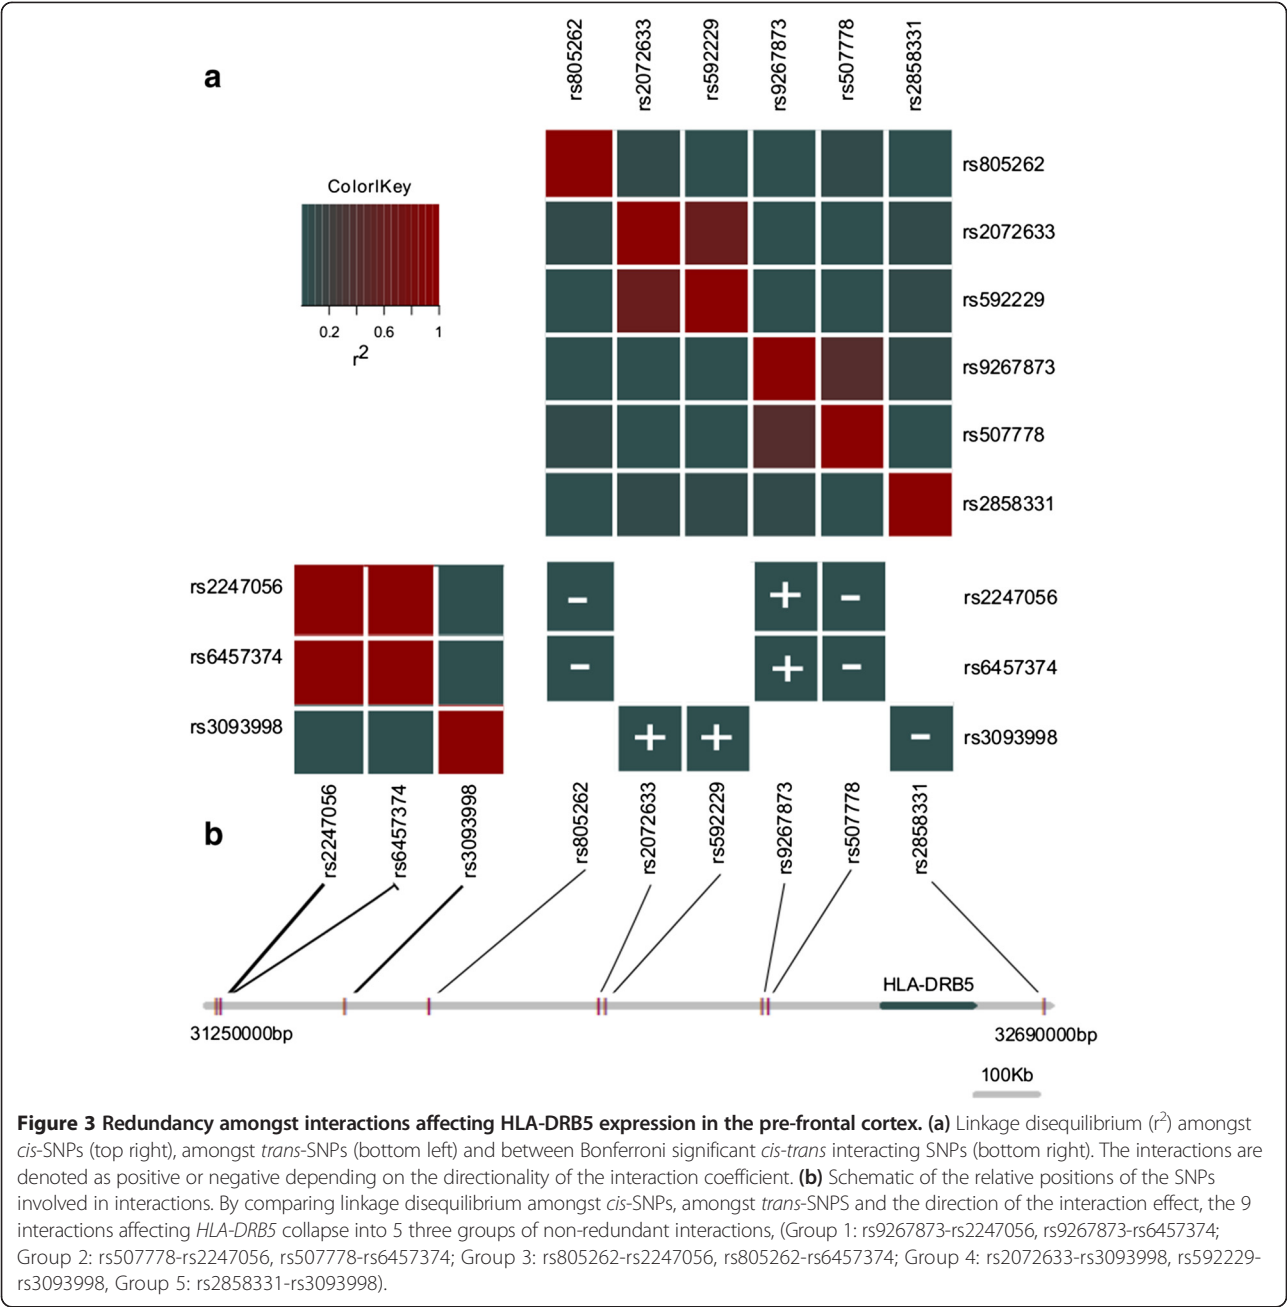 a
rs805262
rs2072633
rs592229
rs9267873
rs507778
rs2858331
ColorlKey
0.2 0.6 1
r2
rs805262
rs2072633
rs592229
rs9267873
rs507778
rs2858331
rs2247056
rs6457374
rs3093998
− + −
− + −
+ + −
rs2247056
rs6457374
rs3093998
b
rs2247056
rs6457374
rs3093998
rs805262
rs2072633
rs592229
rs9267873
rs507778
rs2858331
HLA-DRB5
31250000bp
32690000bp
100Kb
Figure 3 Redundancy amongst interactions affecting HLA-DRB5 expression in the pre-frontal cortex. (a) Linkage disequilibrium (r2) amongst
cis-SNPs (top right), amongst trans-SNPs (bottom left) and between Bonferroni significant cis-trans interacting SNPs (bottom right). The interactions are
denoted as positive or negative depending on the directionality of the interaction coefficient. (b) Schematic of the relative positions of the SNPs
involved in interactions. By comparing linkage disequilibrium amongst cis-SNPs, amongst trans-SNPS and the direction of the interaction effect, the 9
interactions affecting HLA-DRB5 collapse into 5 three groups of non-redundant interactions, (Group 1: rs9267873-rs2247056, rs9267873-rs6457374;
Group 2: rs507778-rs2247056, rs507778-rs6457374; Group 3: rs805262-rs2247056, rs805262-rs6457374; Group 4: rs2072633-rs3093998, rs592229-
rs3093998, Group 5: rs2858331-rs3093998).